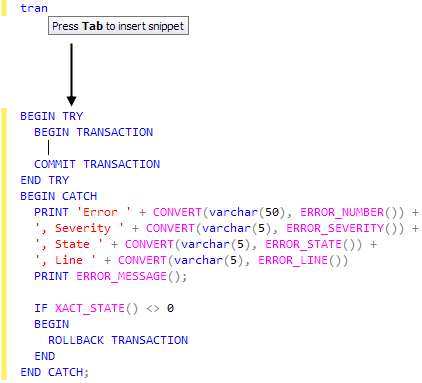 tran
Press Tab to insert snippet
BEGIN TRY
BEGIN TRANSACTION
COMMIT TRANSACTION
END TRY
BEGIN CATCH
PRINT 'Error ' + CONVERT(varchar(50), ERROR_NUMBER()) +
', Severity ' + CONVERT(varchar(5), ERROR_SEVERITY()) +
', State ' + CONVERT(varchar(5), ERROR_STATE()) +
', Line ' + CONVERT(varchar(5), ERROR_LINE())
PRINT ERROR_MESSAGE();
IF XACT_STATE() <> 0
BEGIN
ROLLBACK TRANSACTION
END
END CATCH;